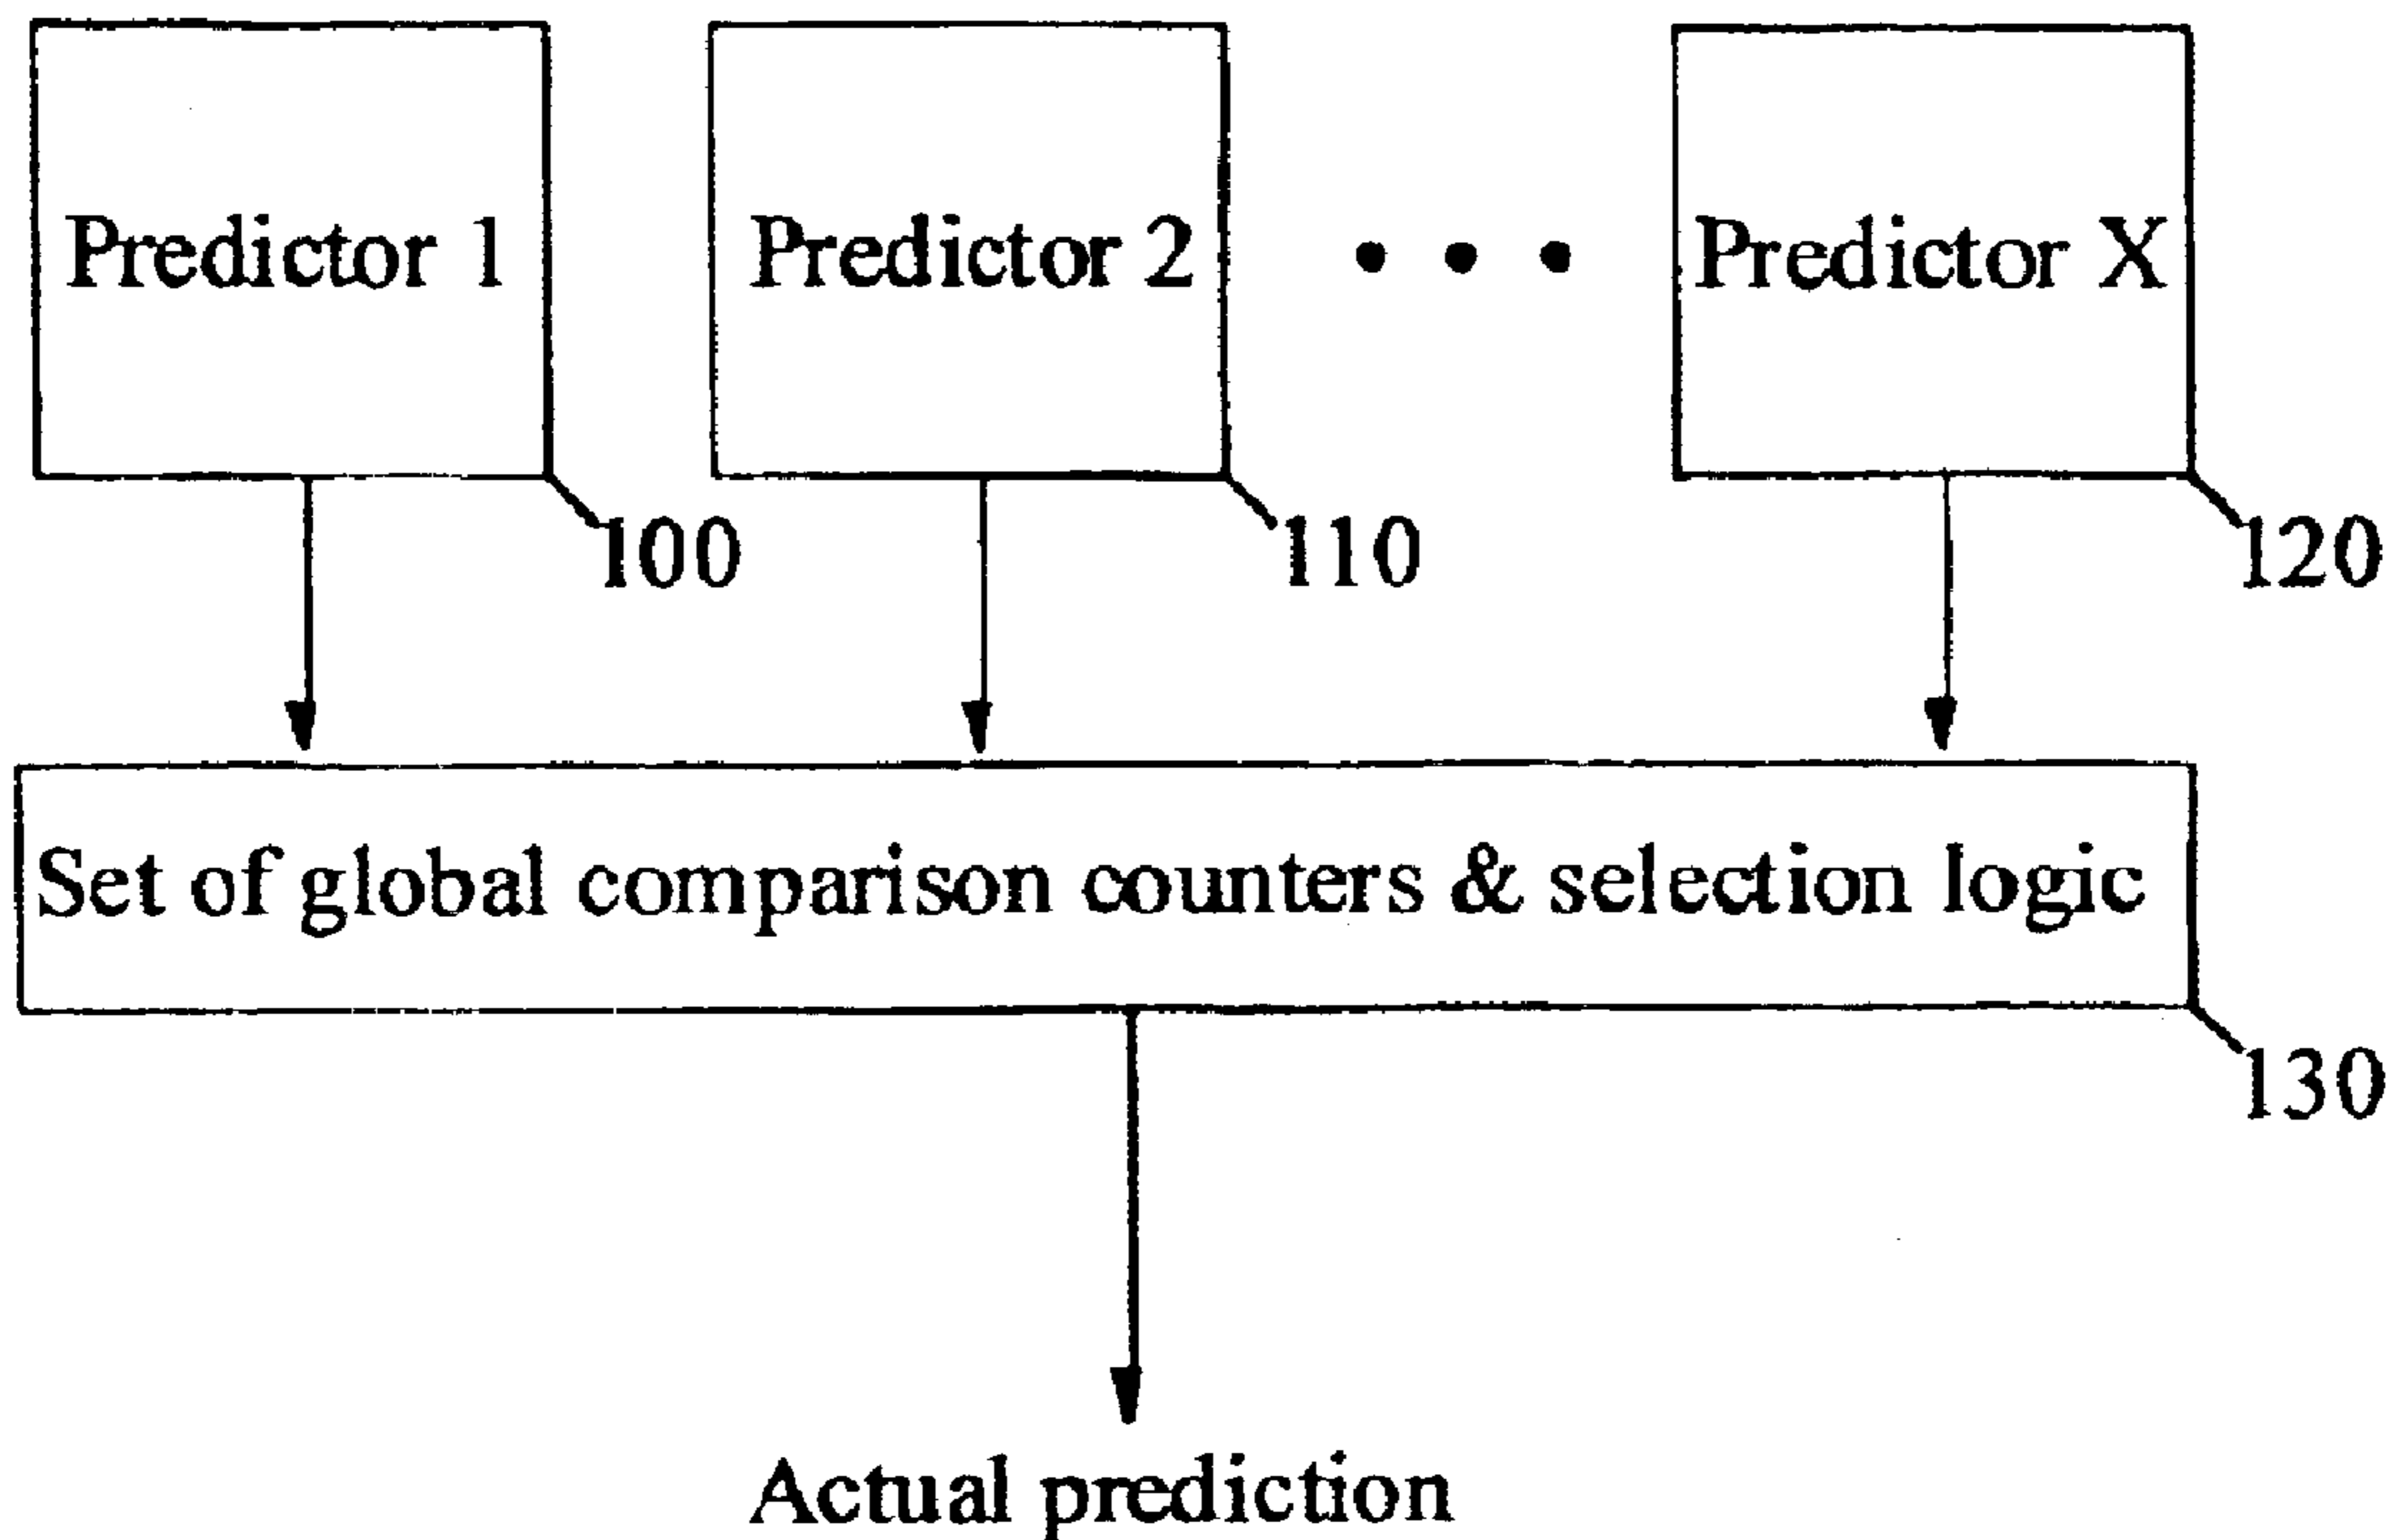 Predictor 1
Predictor 2
• • •
Predictor X
100
110
120
Set of global comparison counters & selection logic
130
Actual prediction